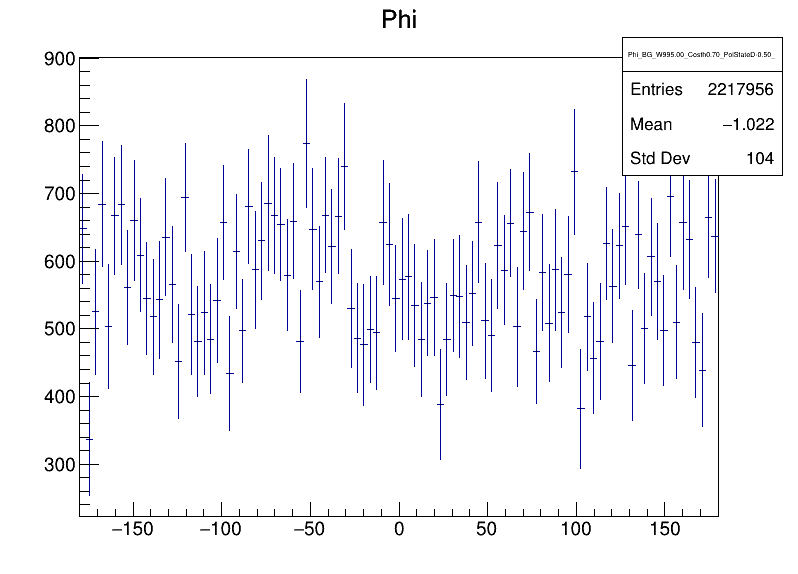 Phi
Phi_BG_W995.00_Costh0.70_PolStateD-0.50_
Entries 2217956
Mean −1.022
Std Dev 104
900
800
700
600
500
400
300
−150 −100 −50 0 50 100 150